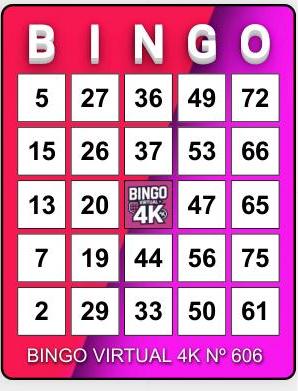 B I N G O
5 27 36 49 72
15 26 37 53 66
13 20 BINGO VIRTUAL 4K 47 65
7 19 44 56 75
2 29 33 50 61
BINGO VIRTUAL 4K Nº 606